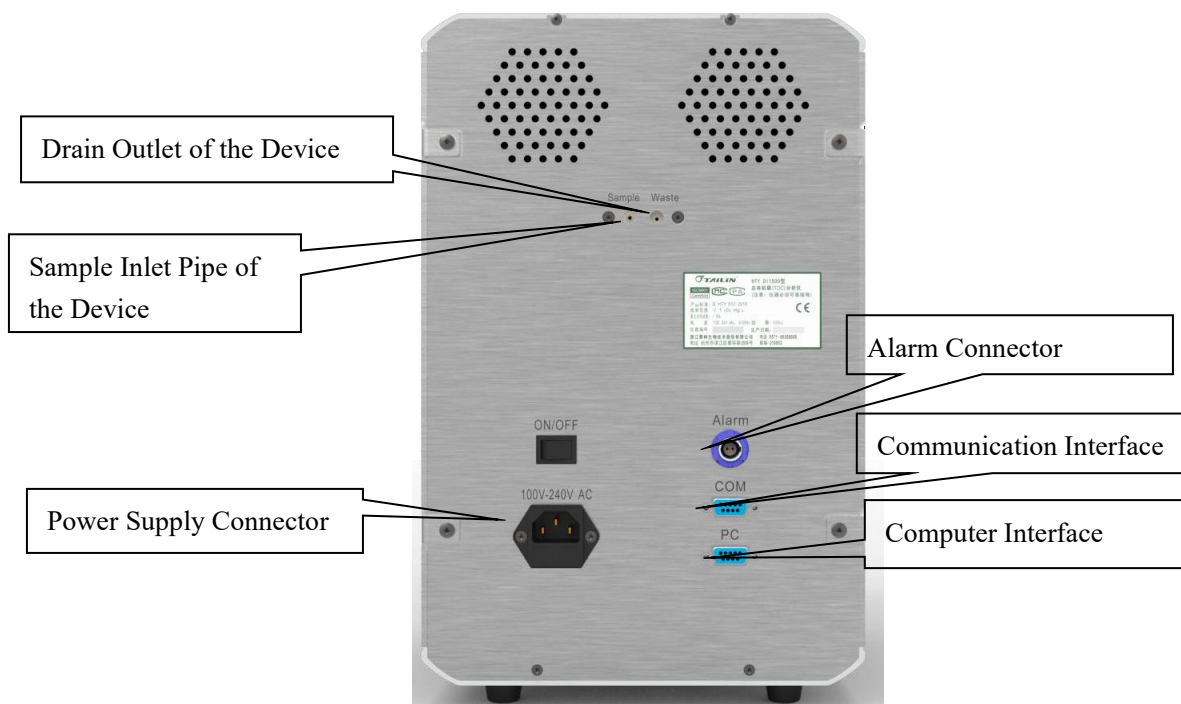 Drain Outlet of the Device
Sample Waste
Sample Inlet Pipe of
the Device
TAILIN
Alarm Connector
ON/OFF
Alarm
Communication Interface
COM
100V-240V AC
Power Supply Connector
PC
Computer Interface